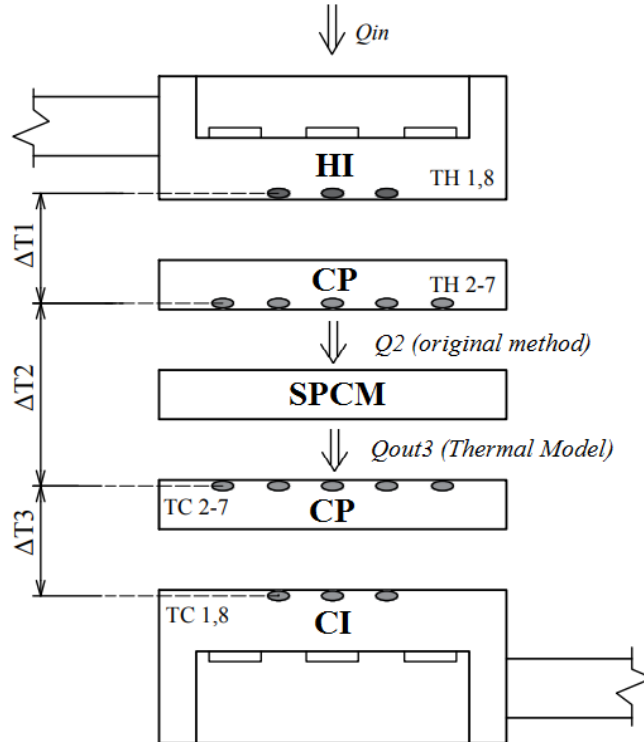 Qin
HI
TH 1,8
ΔT1
CP
TH 2-7
Q2 (original method)
ΔT2
SPCM
Qout3 (Thermal Model)
TC 2-7
CP
ΔT3
TC 1,8
CI